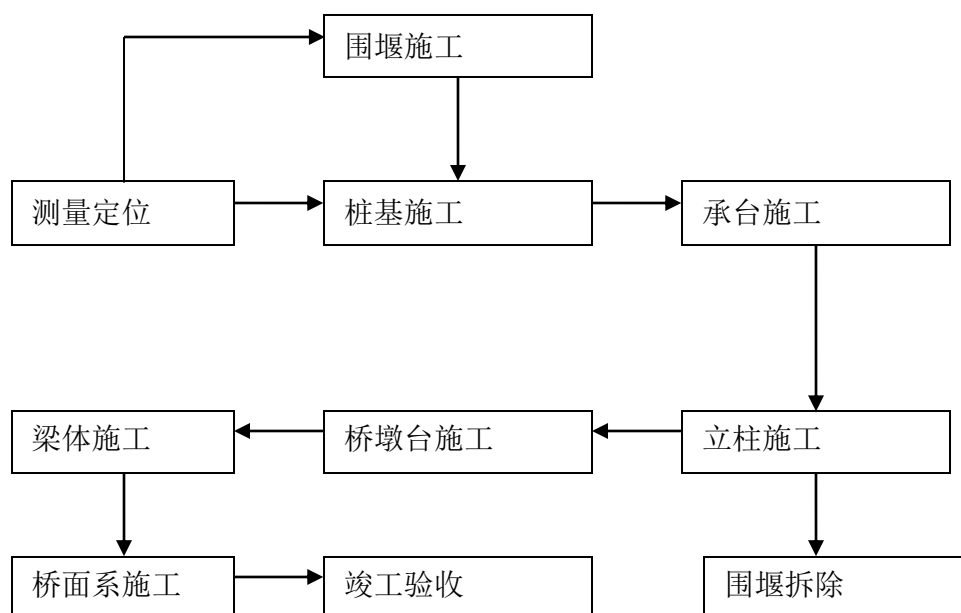 围堰施工
测量定位
桩基施工
承台施工
梁体施工
桥墩台施工
立柱施工
桥面系施工
竣工验收
围堰拆除